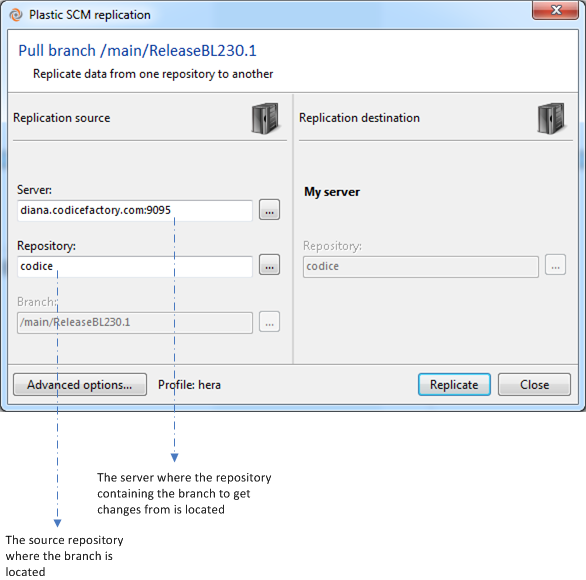 Plastic SCM replication
Pull branch /main/ReleaseBL230.1
Replicate data from one repository to another
Replication source
Replication destination
Server:
diana.codicefactory.com:9095
...
My server
Repository:
codice
...
Repository:
codice
...
Branch:
/main/ReleaseBL230.1
...
Advanced options...
Profile: hera
Replicate
Close
The server where the repository
containing the branch to get
changes from is located
The source repository
where the branch is
located